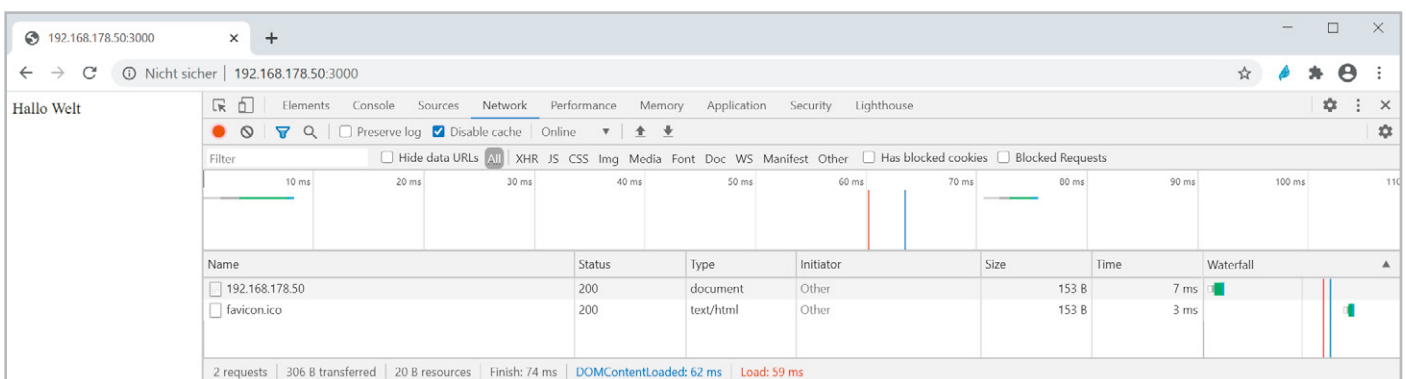 192.168.178.50:3000
Nicht sicher | 192.168.178.50:3000
Hallo Welt
Elements Console Sources Network Performance Memory Application Security Lighthouse
Preserve log Disable cache Online
Filter Hide data URLs All XHR JS CSS Img Media Font Doc WS Manifest Other Has blocked cookies Blocked Requests
10 ms 20 ms 30 ms 40 ms 50 ms 60 ms 70 ms 80 ms 90 ms 100 ms 110
Name Status Type Initiator Size Time Waterfall
192.168.178.50 200 document Other 153 B 7 ms
favicon.ico 200 text/html Other 153 B 3 ms
2 requests 306 B transferred 20 B resources Finish: 74 ms DOMContentLoaded: 62 ms Load: 59 ms